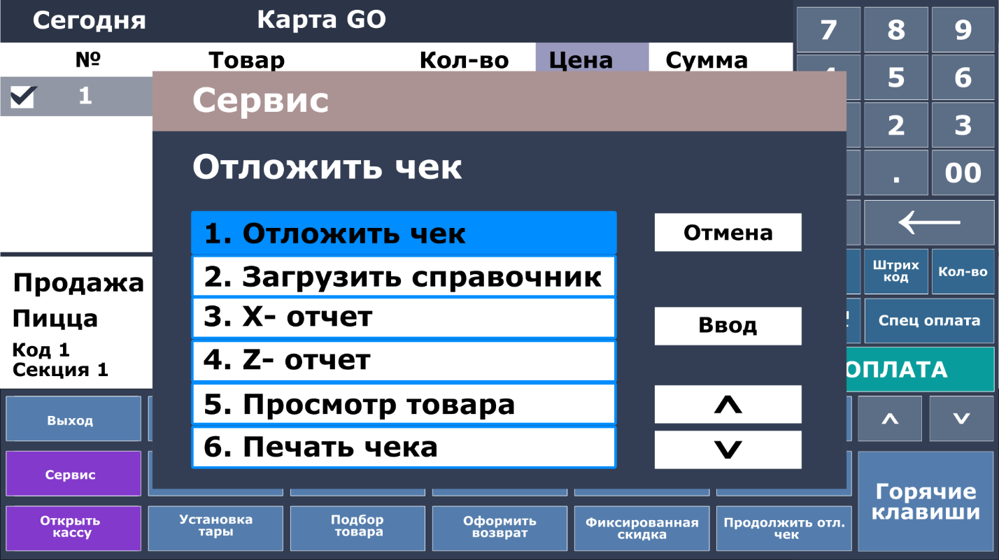 Сегодня
Карта GO
7
8
9
№
Товар
Кол-во
Цена
Сумма
5
6
1
Сервис
2
3
Отложить чек
.
00
1. Отложить чек
Отмена
2. Загрузить справочник
Штрих
код
Кол-во
Продажа
3. X- отчет
Пицца
Ввод
Спец оплата
Код 1
Секция 1
4. Z- отчет
ОПЛАТА
5. Просмотр товара
Выход
6. Печать чека
Сервис
Горячие
клавиши
Открыть
кассу
Установка
тары
Подбор
товара
Оформить
возврат
Фиксированная
скидка
Продолжить отл.
чек